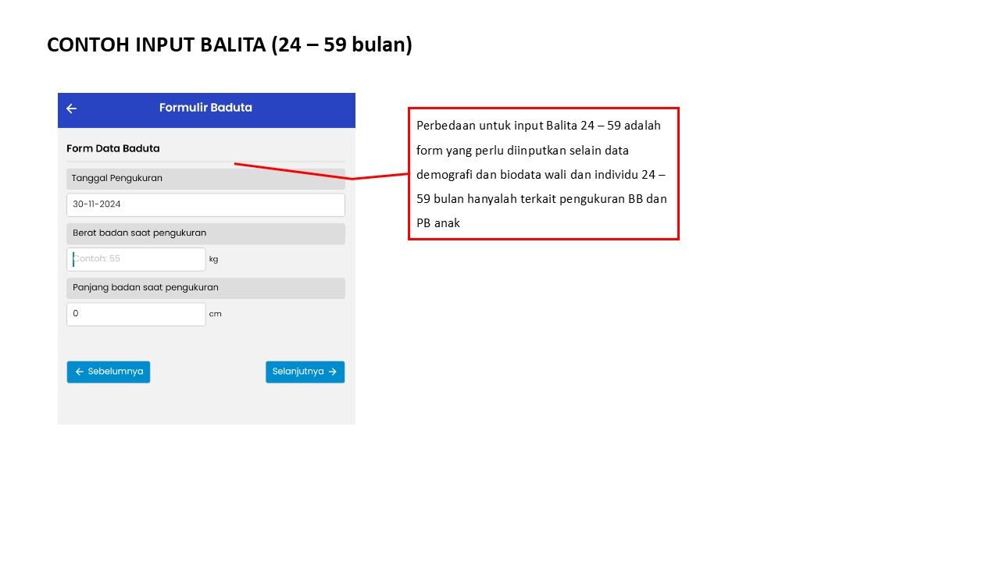 CONTOH INPUT BALITA (24 – 59 bulan)
Formulir Baduta
Form Data Baduta
Tanggal Pengukuran
30-11-2024
Berat badan saat pengukuran
Contoh: 55
kg
Panjang badan saat pengukuran
0
cm
Sebelumnya
Selanjutnya
Perbedaan untuk input Balita 24 – 59 adalah
form yang perlu diinputkan selain data
demografi dan biodata wali dan individu 24 –
59 bulan hanyalah terkait pengukuran BB dan
PB anak